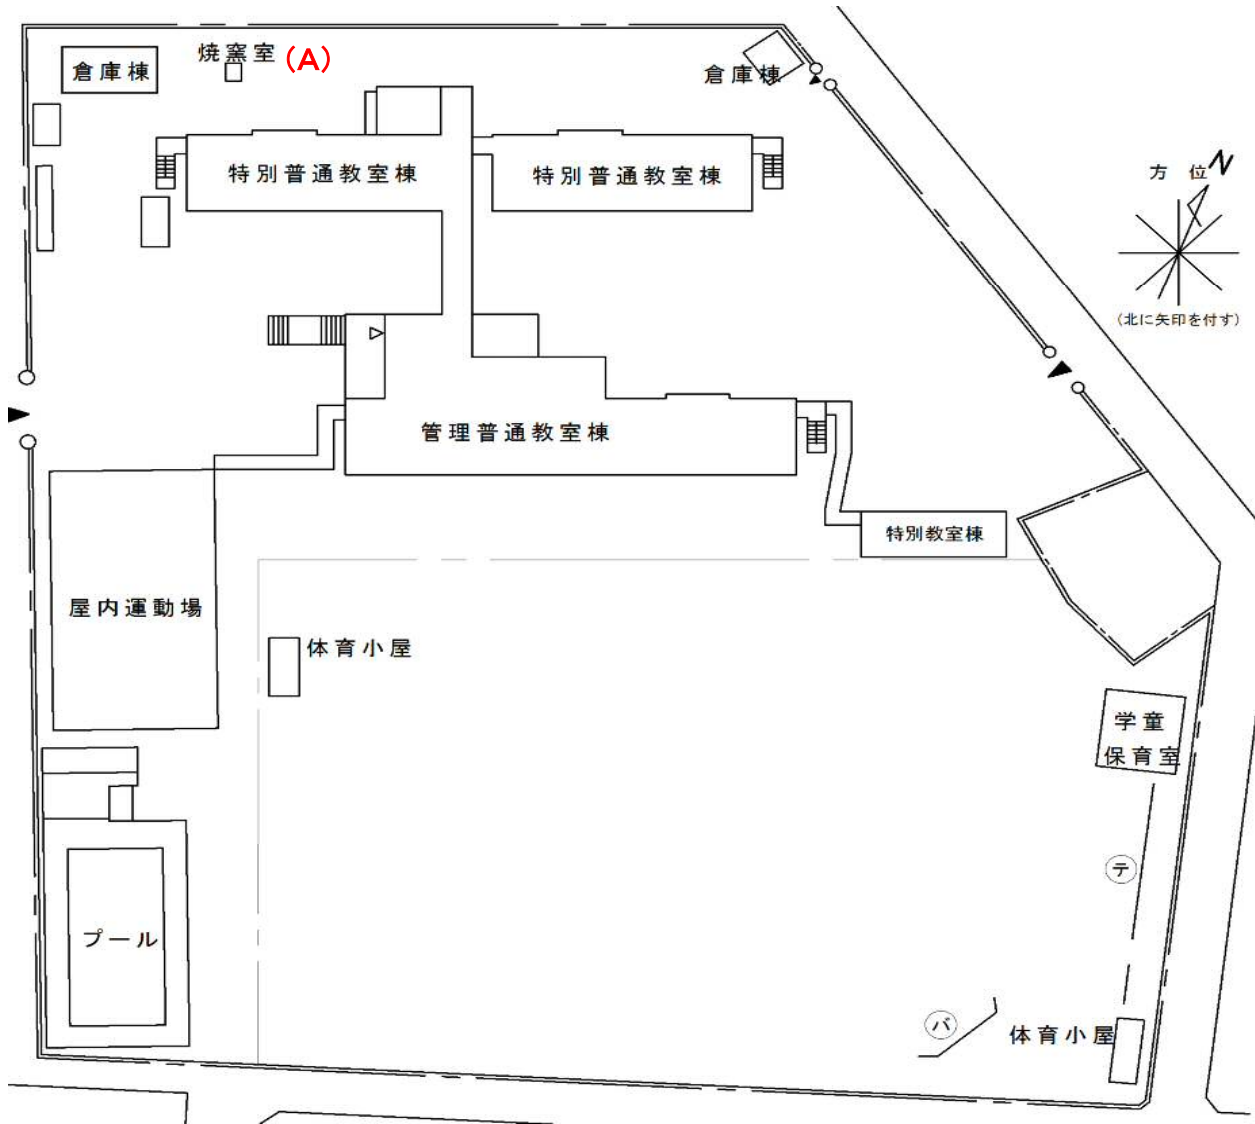 焼窯室 (A)
倉庫棟
倉庫棟
特別普通教室棟
特別普通教室棟
方位 N
(北に矢印を付す)
管理普通教室棟
特別教室棟
屋内運動場
体育小屋
学童
保育室
テ
プール
バ
体育小屋